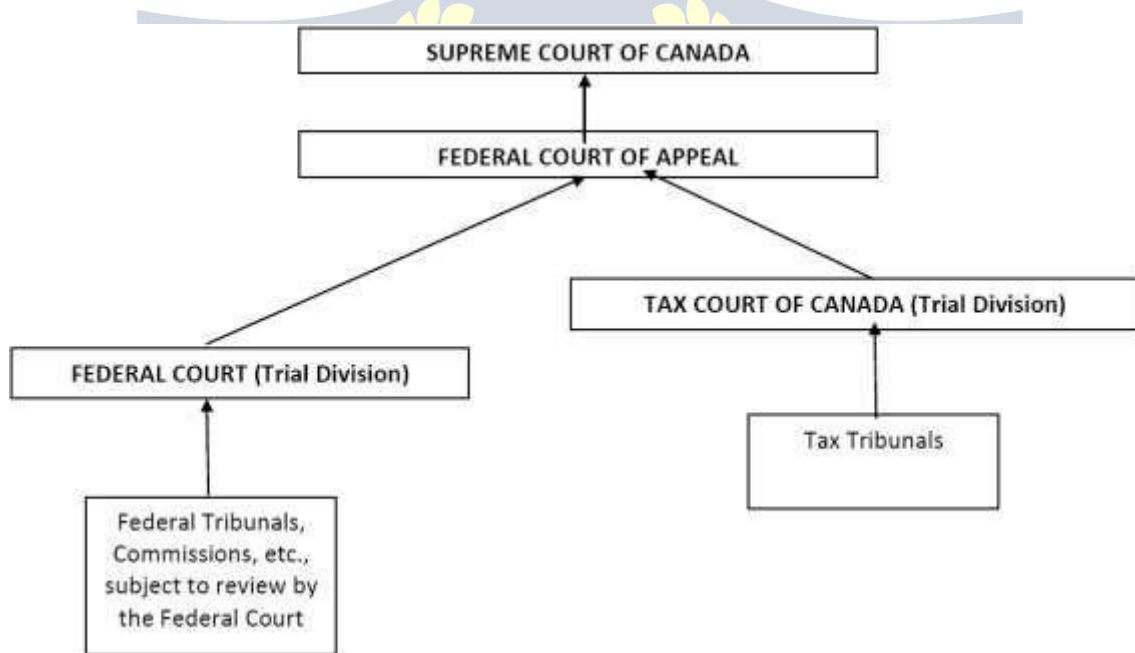 SUPREME COURT OF CANADA
FEDERAL COURT OF APPEAL
TAX COURT OF CANADA (Trial Division)
FEDERAL COURT (Trial Division)
Tax Tribunals
Federal Tribunals,
Commissions, etc.,
subject to review by
the Federal Court